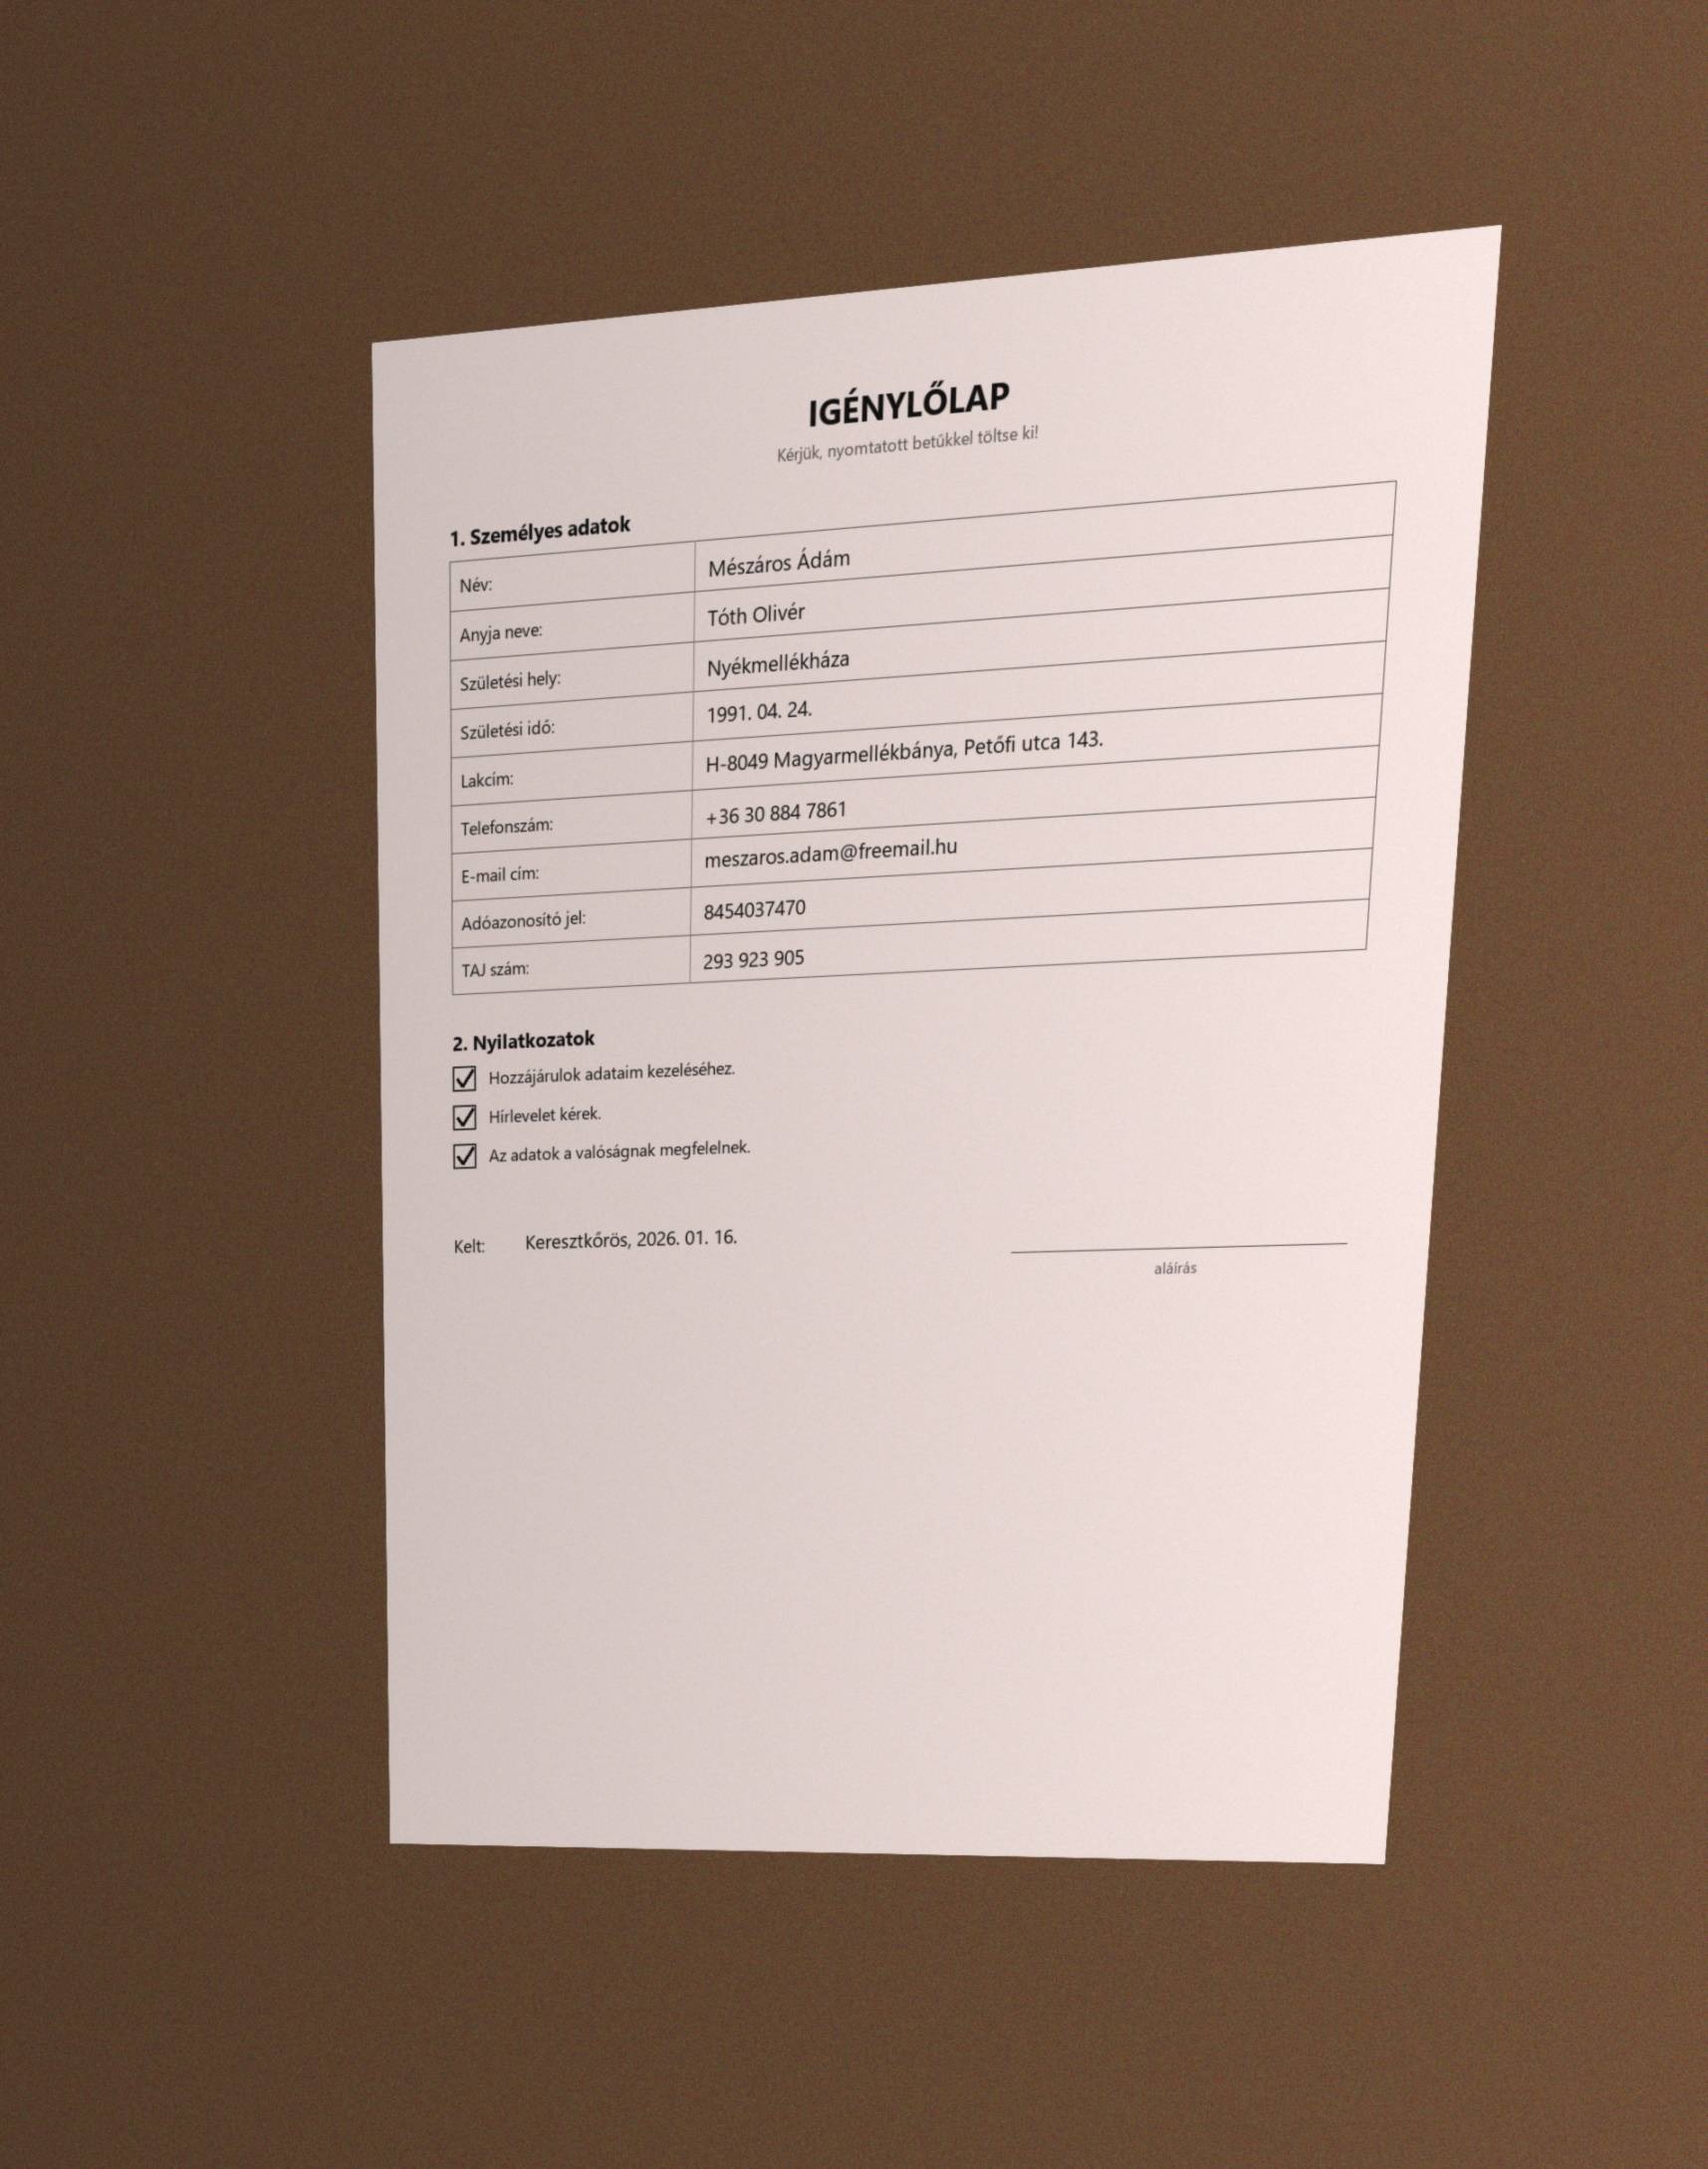 IGÉNYLŐLAP
Kérjük, nyomtatott betűkkel töltse ki!
1. Személyes adatok
Név: Mészáros Ádám
Anyja neve: Tóth Olivér
Születési hely: Nyékmellékháza
Születési idő: 1991. 04. 24.
Lakcím: H-8049 Magyarmellékbánya, Petőfi utca 143.
Telefonszám: +36 30 884 7861
E-mail cím: meszaros.adam@freemail.hu
Adóazonosító jel: 8454037470
TAJ szám: 293 923 905
2. Nyilatkozatok
Hozzájárulok adataim kezeléséhez.
Hírlevelet kérek.
Az adatok a valóságnak megfelelnek.
Kelt: Keresztkőrös, 2026. 01. 16.
aláírás